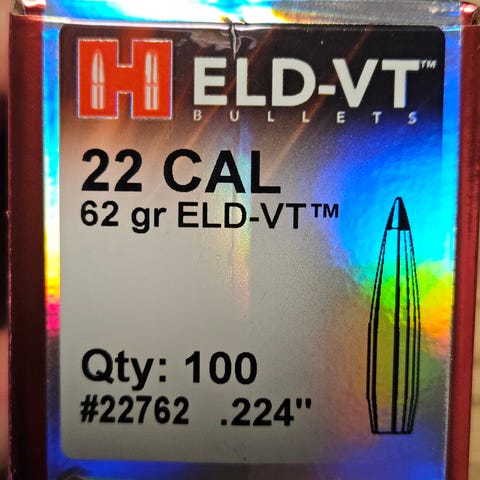 H ELD-VT™
BULLETS
22 CAL
62 gr ELD-VT™
Qty: 100
#22762 .224"